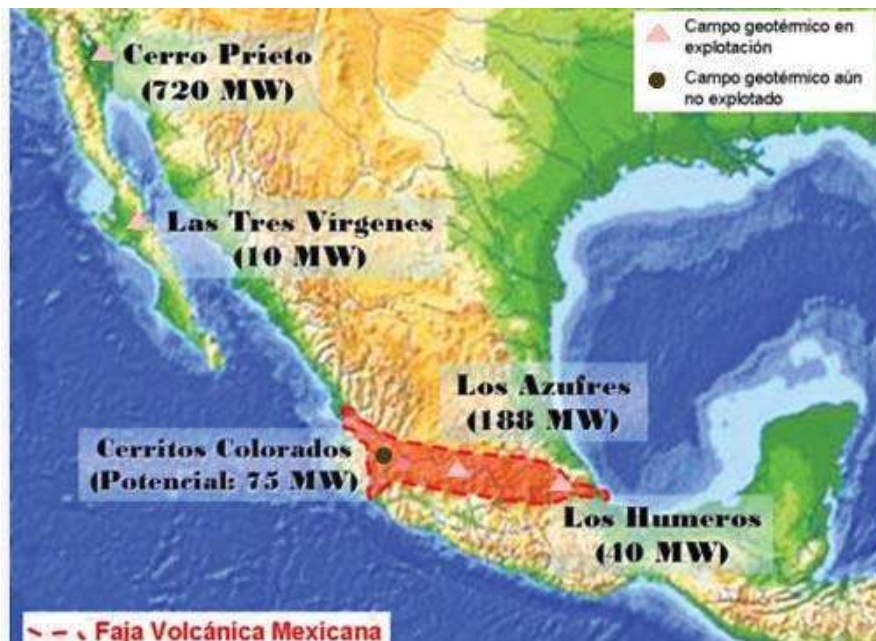 Campo geotérmico en
explotación
Campo geotérmico aún
no explotado
Cerro Prieto
(720 MW)
Las Tres Vírgenes
(10 MW)
Los Azufres
(188 MW)
Cerritos Colorados
(Potencial: 75 MW)
Los Humeros
(40 MW)
Faja Volcánica Mexicana